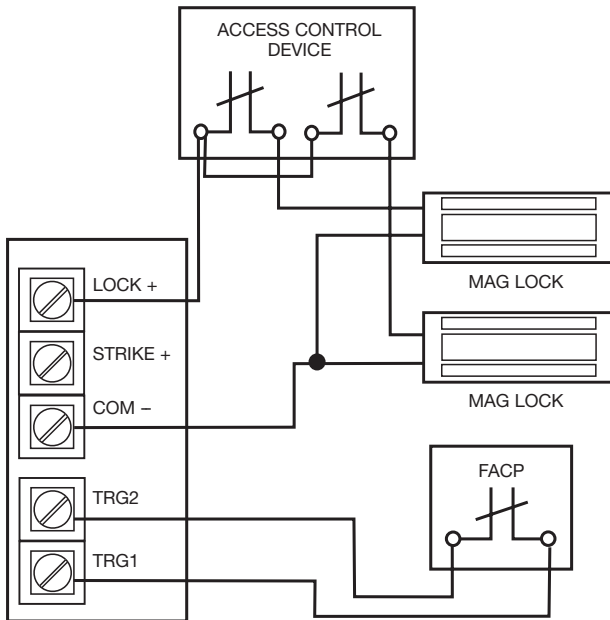 ACCESS CONTROL
DEVICE
LOCK +
STRIKE +
COM –
TRG2
TRG1
MAG LOCK
MAG LOCK
FACP